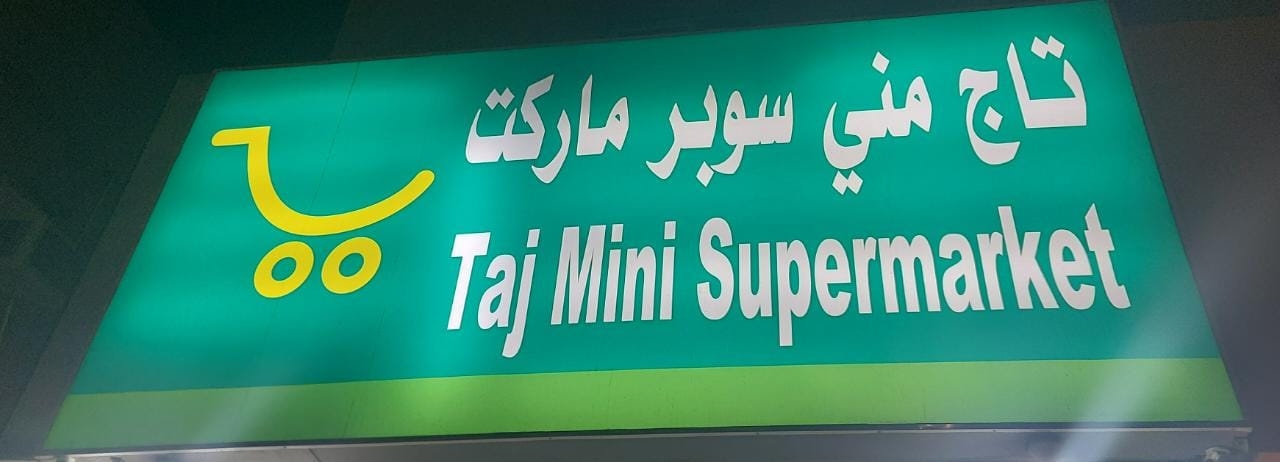 تاج مني سوبر ماركت
Taj Mini Supermarket